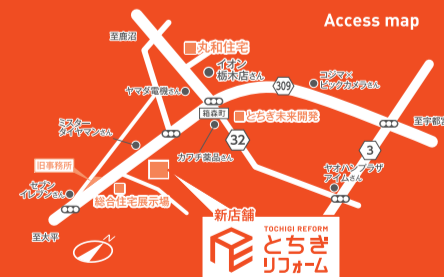 Access map
至鹿沼
丸和住宅
イオン
栃木店さん
ヤマダ電機さん
309
コジマ×
ビックカメラさん
箱森町
とちぎ未来開発
至宇都宮
ミスター
タイヤマンさん
32
カワチ薬品さん
3
旧事務所
ヤオハンプラザ
アイムさん
セブン
イレブンさん
総合住宅展示場
新店舗
至大平
N
TOCHIGI REFORM
とちぎ
リフォーム